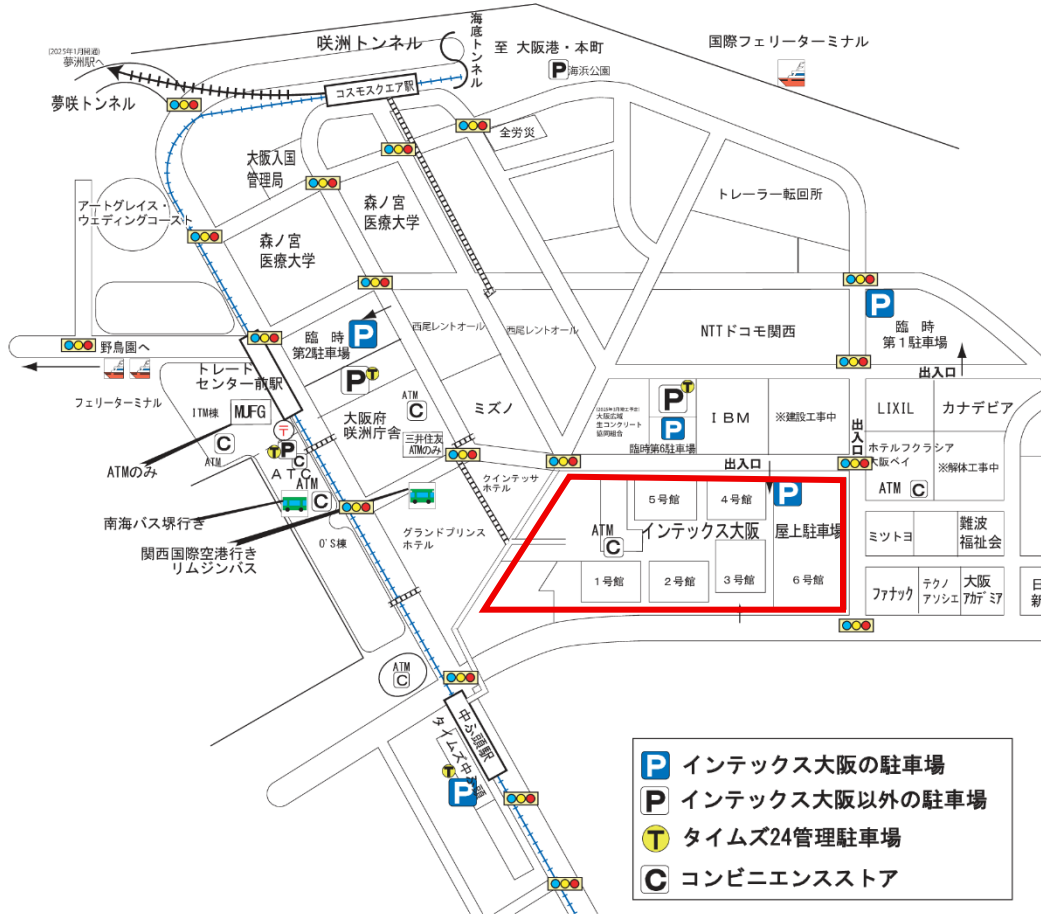 咲洲トンネル
海底トンネル
至 大阪港・本町
P 海浜公園
国際フェリーターミナル
(2025年1月開通)
夢洲駅へ
夢咲トンネル
コスモスクエア駅
全労災
大阪入国
管理局
森ノ宮
医療大学
トレーラー転回所
アートグレイス・
ウェディングコースト
森ノ宮
医療大学
臨時
第2駐車場
P
西尾レントオール
西尾レントオール
NTTドコモ関西
P
臨時
第1駐車場
出入口
野鳥園へ
フェリーターミナル
トレード
センター前駅
ITM棟
MUFG
P T
大阪府
咲洲庁舎
ATM
C
ミズノ
三井住友
ATMのみ
大阪広域
生コンクリート
協同組合
P T
P
臨時第6駐車場
IBM
※建設工事中
出入口
LIXIL
カナデビア
出入口
ホテルフクラシア
大阪ベイ
ATM C
※解体工事中
〒
T P
C
ATC
ATM
C
ATM
C
ATMのみ
南海バス堺行き
関西国際空港行き
リムジンバス
O'S棟
クインテッサ
ホテル
グランドプリンス
ホテル
5号館
4号館
P
ATM
C
インテックス大阪
屋上駐車場
1号館
2号館
3号館
6号館
ミツトヨ
難波
福祉会
ファナック
テクノ
アソシエ
大阪
アカデミア
日
新
ATM
C
中ふ頭駅
タイムズ中ふ頭
T
P
P インテックス大阪の駐車場
P インテックス大阪以外の駐車場
T タイムズ24管理駐車場
C コンビニエンスストア